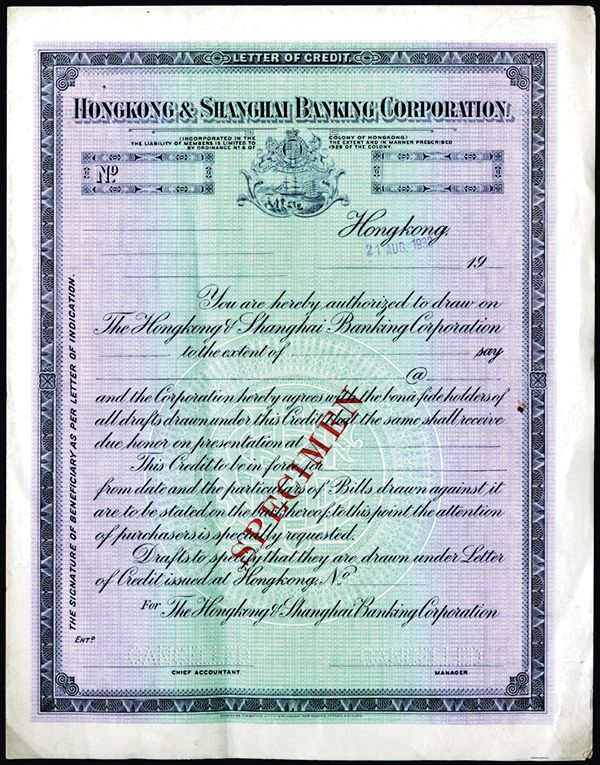 LETTER OF CREDIT.
HONGKONG & SHANGHAI BANKING CORPORATION.
(INCORPORATED IN THE COLONY OF HONGKONG.)
THE LIABILITY OF MEMBERS IS LIMITED TO THE EXTENT AND IN MANNER PRESCRIBED
BY ORDINANCE Nº 6 OF 1929 OF THE COLONY.
Nº
Hongkong,
21 AUG. 19
19
You are hereby authorized to draw on
The Hongkong & Shanghai Banking Corporation
to the extent of say
@
and the Corporation hereby agrees with the bona fide holders of
all drafts drawn under this Credit that the same shall receive
due honor on presentation at
This Credit to be in force for
from date and the particulars of Bills drawn against it
are to be stated on the back hereof, to this point the attention
of purchasers is specially requested.
Drafts to specify that they are drawn under Letter
of Credit issued at Hongkong, Nº
For The Hongkong & Shanghai Banking Corporation
SPECIMEN
THE SIGNATURE OF BENEFICIARY AS PER LETTER OF INDICATION.
ENTD
CANCELLED
CANCELLED
CHIEF ACCOUNTANT
MANAGER